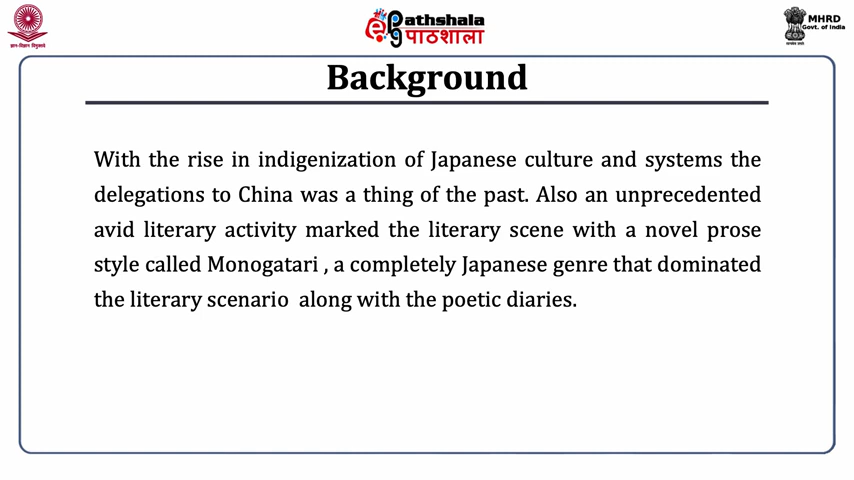 Pathshala
पाठशाला
MHRD
Govt. of India
Background
With the rise in indigenization of Japanese culture and systems the
delegations to China was a thing of the past. Also an unprecedented
avid literary activity marked the literary scene with a novel prose
style called Monogatari , a completely Japanese genre that dominated
the literary scenario along with the poetic diaries.